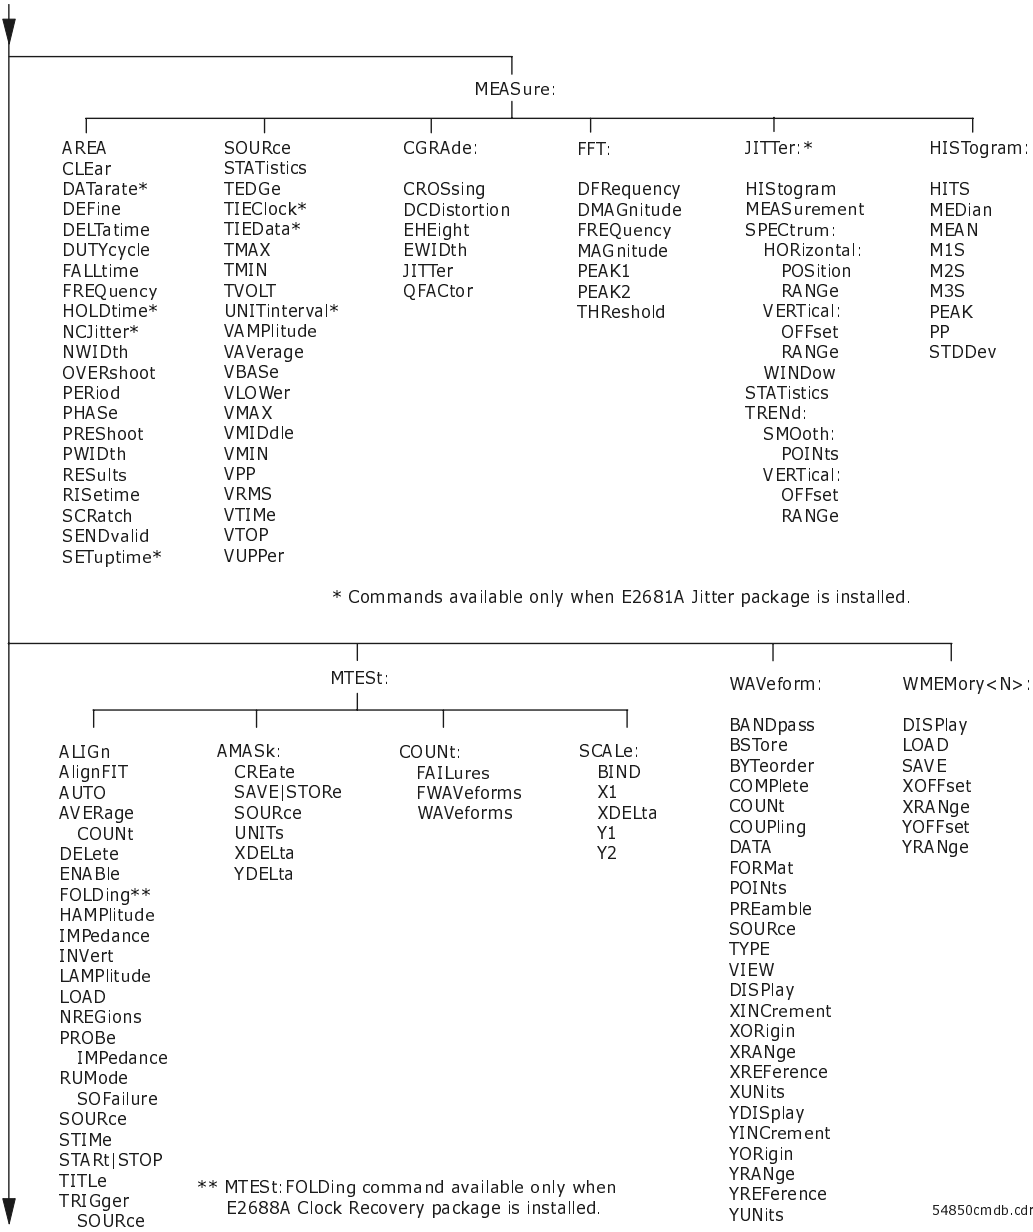 MEASure:
AREA
CLEar
DATarate*
DEFine
DELTatime
DUTYcycle
FALLtime
FREQuency
HOLDtime*
NCJitter*
NWIDth
OVERshoot
PERiod
PHASe
PREShoot
PWIDth
RESults
RISetime
SCRatch
SENDvalid
SETuptime*
SOURce
STATistics
TEDGe
TIEClock*
TIEData*
TMAX
TMIN
TVOLT
UNITinterval*
VAMPlitude
VAVerage
VBASe
VLOWer
VMAX
VMIDdle
VMIN
VPP
VRMS
VTIMe
VTOP
VUPPer
CGRAde:
CROSsing
DCDistortion
EHEight
EWIDth
JITTer
QFACtor
FFT:
DFRequency
DMAGnitude
FREQuency
MAGnitude
PEAK1
PEAK2
THReshold
JITTer:*
HIStogram
MEASurement
SPECtrum:
HORizontal:
POSition
RANGe
VERTical:
OFFset
RANGe
WINDow
STATistics
TRENd:
SMOoth:
POINts
VERTical:
OFFset
RANGe
HISTogram:
HITS
MEDian
MEAN
M1S
M2S
M3S
PEAK
PP
STDDev
* Commands available only when E2681A Jitter package is installed.
MTESt:
ALIGn
AlignFIT
AUTO
AVERage
COUNt
DELete
ENABle
FOLDing**
HAMPlitude
IMPedance
INVert
LAMPlitude
LOAD
NREGions
PROBe
IMPedance
RUMode
SOFailure
SOURce
STIMe
STARt|STOP
TITLe
TRIGger
SOURce
AMASk:
CREate
SAVE|STORe
SOURce
UNITs
XDELta
YDELta
COUNt:
FAILures
FWAVeforms
WAVeforms
SCALe:
BIND
X1
XDELta
Y1
Y2
** MTESt:FOLDing command available only when
E2688A Clock Recovery package is installed.
WAVeform:
BANDpass
BSTore
BYTeorder
COMPlete
COUNt
COUPling
DATA
FORMat
POINts
PREamble
SOURce
TYPE
VIEW
DISPlay
XINCrement
XORigin
XRANge
XREFerence
XUNits
YDISplay
YINCrement
YORigin
YRANge
YREFerence
YUNits
WMEMory<N>:
DISPlay
LOAD
SAVE
XOFFset
XRANge
YOFFset
YRANge
54850cmdb.cdr